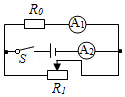 R₀ A₁
S A₂
R₁